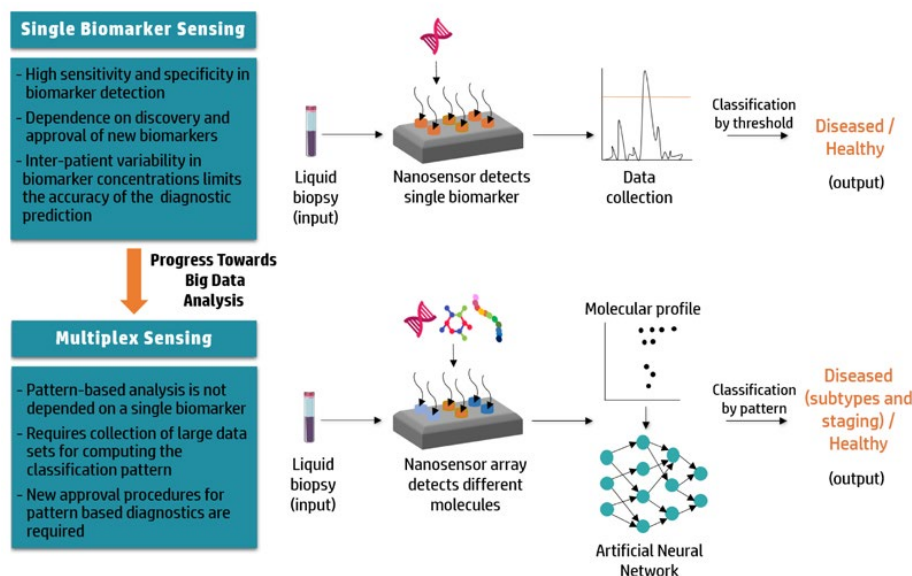 Single Biomarker Sensing
- High sensitivity and specificity in
biomarker detection
- Dependence on discovery and
approval of new biomarkers
- Inter-patient variability in
biomarker concentrations limits
the accuracy of the diagnostic
prediction
Liquid
biopsy
(input)
Nanosensor detects
single biomarker
Data
collection
Classification
by threshold
Diseased /
Healthy
(output)
Progress Towards
Big Data
Analysis
Multiplex Sensing
- Pattern-based analysis is not
depended on a single biomarker
- Requires collection of large data
sets for computing the
classification pattern
- New approval procedures for
pattern based diagnostics are
required
Liquid
biopsy
(input)
Nanosensor array
detects different
molecules
Molecular profile
Artificial Neural
Network
Classification
by pattern
Diseased
(subtypes and
staging) /
Healthy
(output)